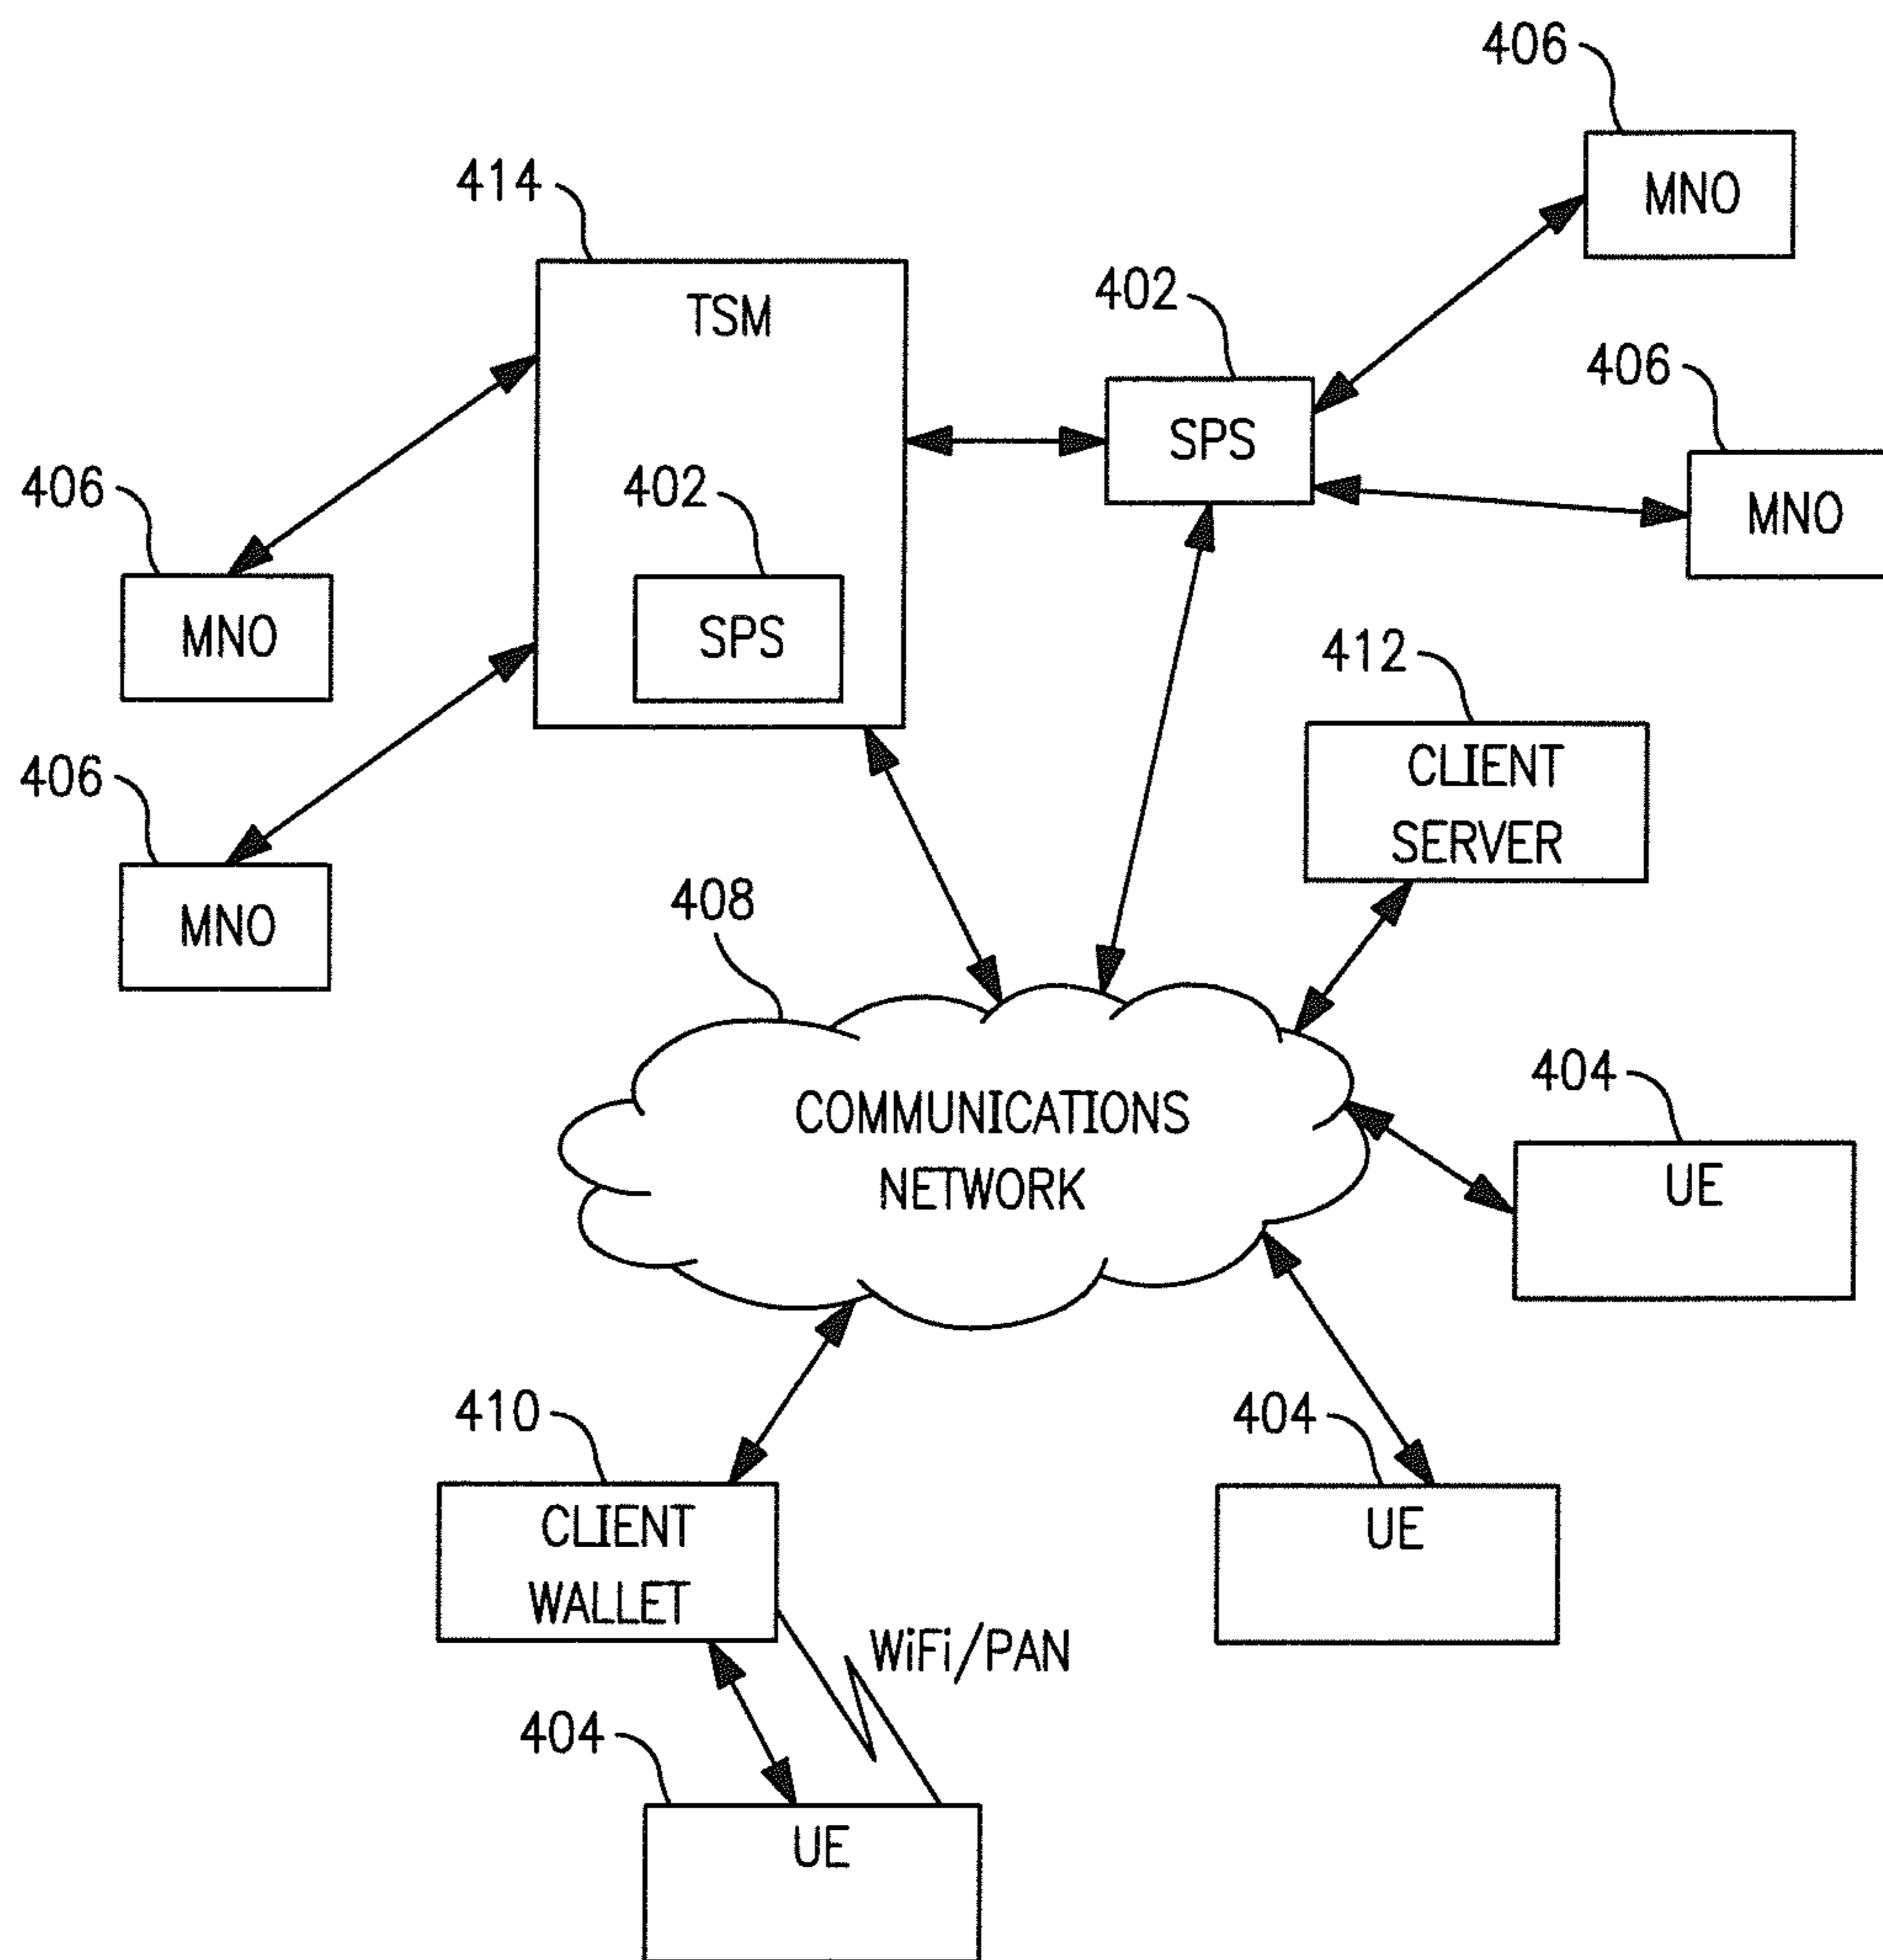 406
MNO
414
TSM
402
SPS
406
MNO
402
SPS
406
MNO
412
CLIENT
SERVER
406
MNO
408
COMMUNICATIONS
NETWORK
404
UE
410
CLIENT
WALLET
404
UE
WiFi/PAN
404
UE